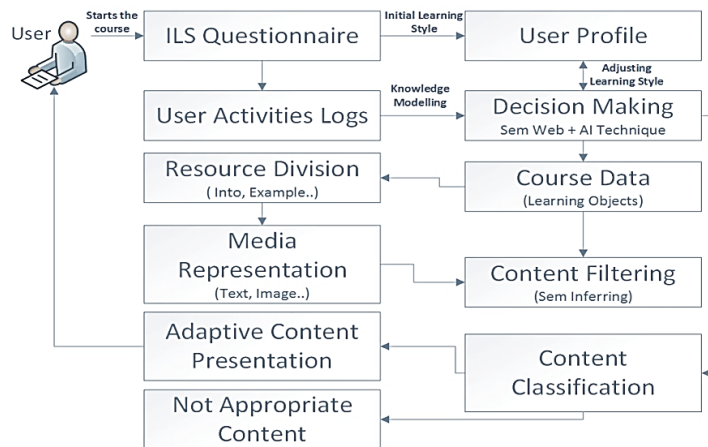 User
Starts the
course
ILS Questionnaire
Initial Learning
Style
User Profile
Adjusting
Learning Style
User Activities Logs
Knowledge
Modelling
Decision Making
Sem Web + AI Technique
Resource Division
( Into, Example..)
Course Data
(Learning Objects)
Media
Representation
(Text, Image..)
Content Filtering
(Sem Inferring)
Adaptive Content
Presentation
Content
Classification
Not Appropriate
Content